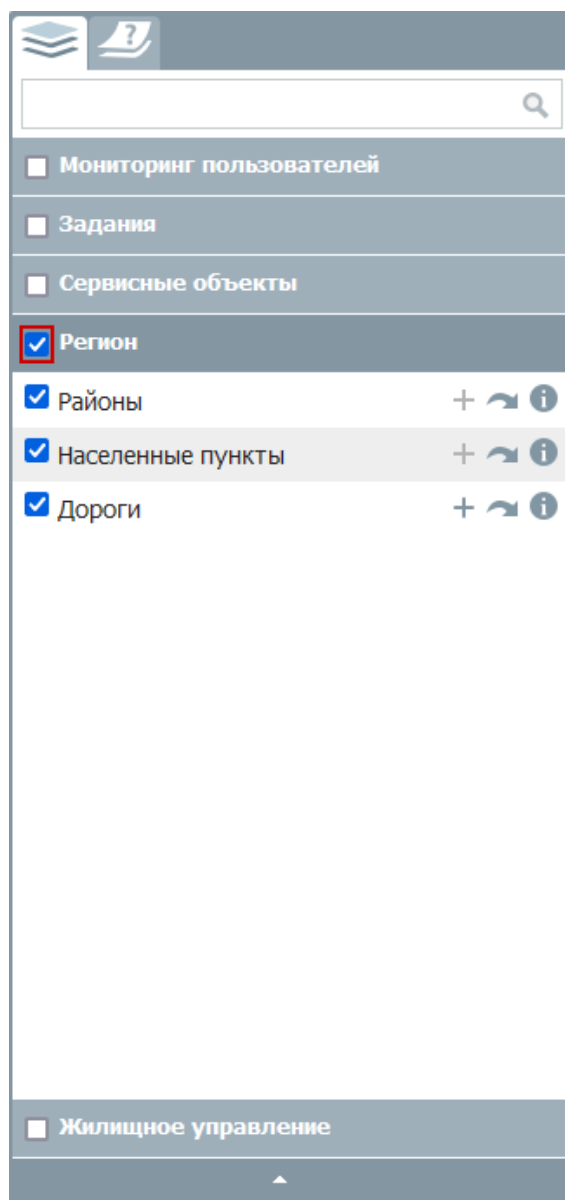 Мониторинг пользователей
Задания
Сервисные объекты
Регион
Районы
Населенные пункты
Дороги
Жилищное управление